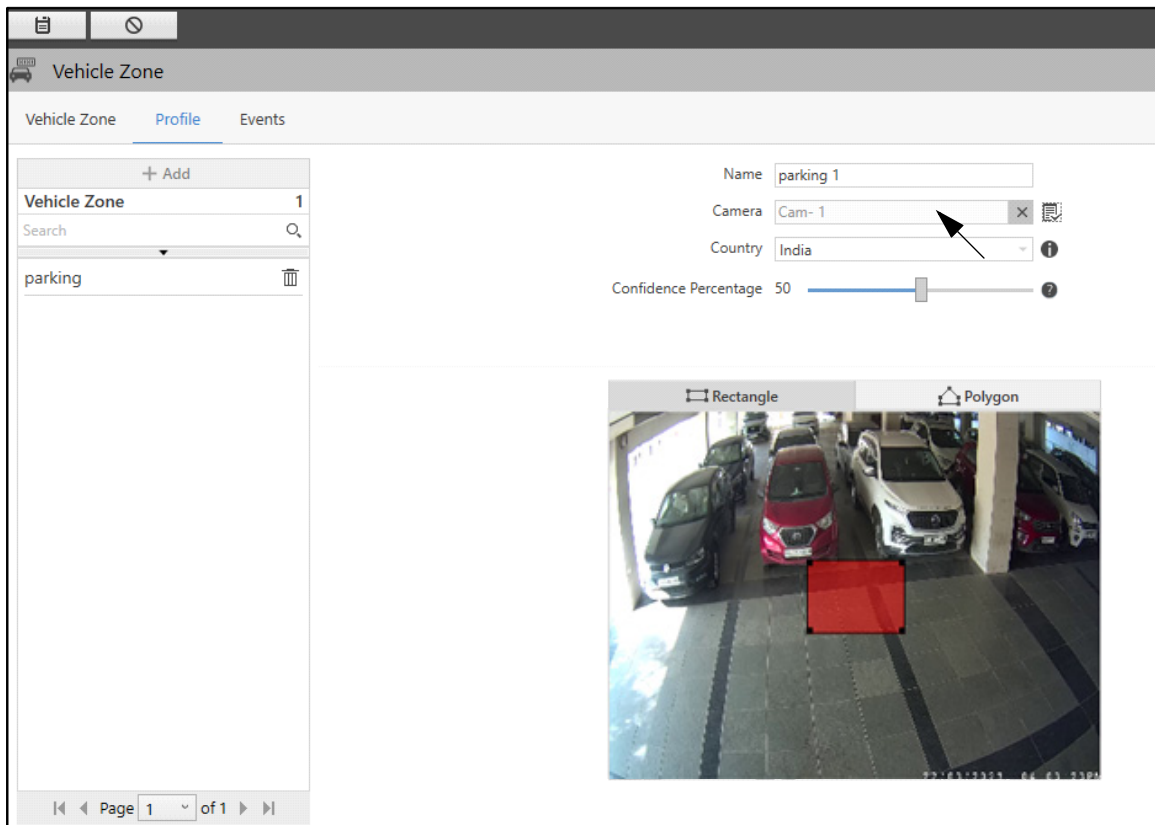 Vehicle Zone
Vehicle Zone Profile Events
+ Add
Vehicle Zone 1
Search
parking
Page 1 of 1
Name parking 1
Camera Cam- 1
Country India
Confidence Percentage 50
Rectangle Polygon